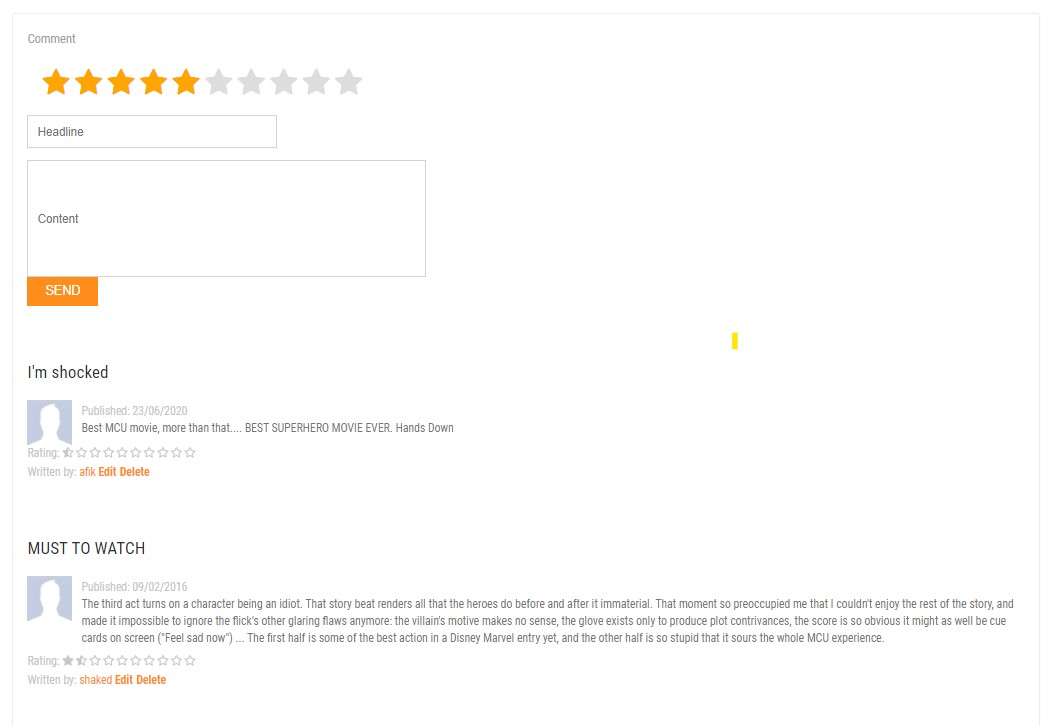 Comment
Headline
Content
SEND
I'm shocked
Published: 23/06/2020
Best MCU movie, more than that.... BEST SUPERHERO MOVIE EVER. Hands Down
Rating:
Written by: afik Edit Delete
MUST TO WATCH
Published: 09/02/2016
The third act turns on a character being an idiot. That story beat renders all that the heroes do before and after it immaterial. That moment so preoccupied me that I couldn't enjoy the rest of the story, and
made it impossible to ignore the flick's other glaring flaws anymore: the villain's motive makes no sense, the glove exists only to produce plot contrivances, the score is so obvious it might as well be cue
cards on screen ("Feel sad now") ... The first half is some of the best action in a Disney Marvel entry yet, and the other half is so stupid that it sours the whole MCU experience.
Rating:
Written by: shaked Edit Delete